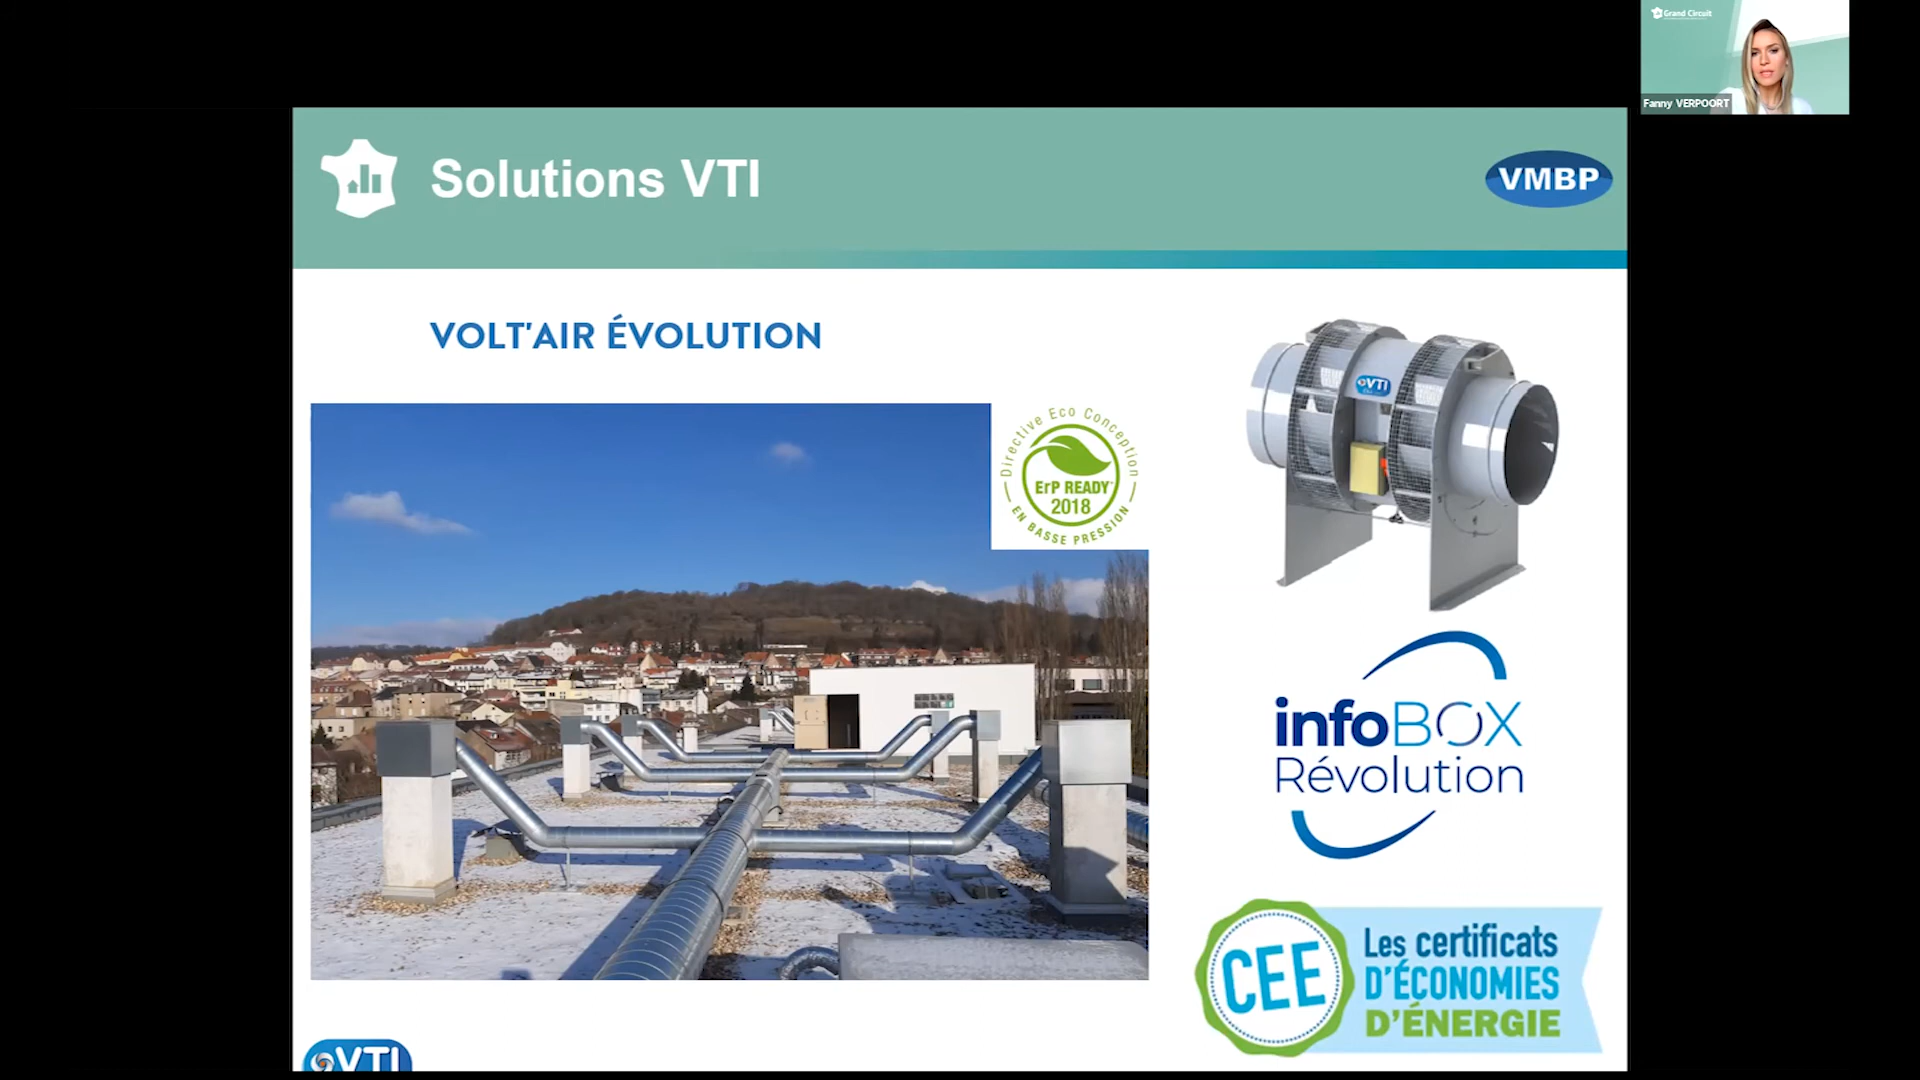 Grand Circuit
Fanny VERPOORT
Solutions VTI
VMBP
VOLT'AIR ÉVOLUTION
Directive Eco Conception
ErP READY
2018
EN BASSE PRESSION
VTI
infoBOX
Révolution
CEE
Les certificats
D'ÉCONOMIES
D'ÉNERGIE
VTI